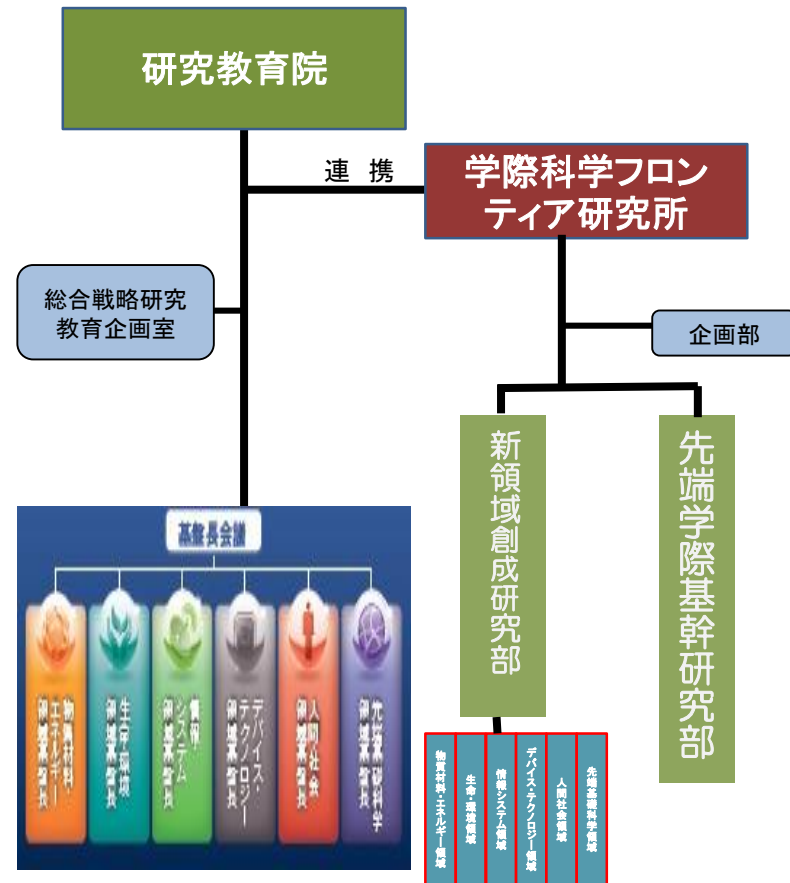 研究教育院
連 携
学際科学フロン
ティア研究所
総合戦略研究
教育企画室
企画部
新領域創成研究部
先端学際基幹研究部
基盤長会議
物質材料・
エネルギー
領域基盤長
生命・環境
領域基盤長
情報
システム
領域基盤長
デバイス・
テクノロジー
領域基盤長
人間社会
領域基盤長
先端基礎科学
領域基盤長
物質材料・エネルギー領域
生命・環境領域
情報システム領域
デバイス・テクノロジー領域
人間社会領域
先端基礎科学領域